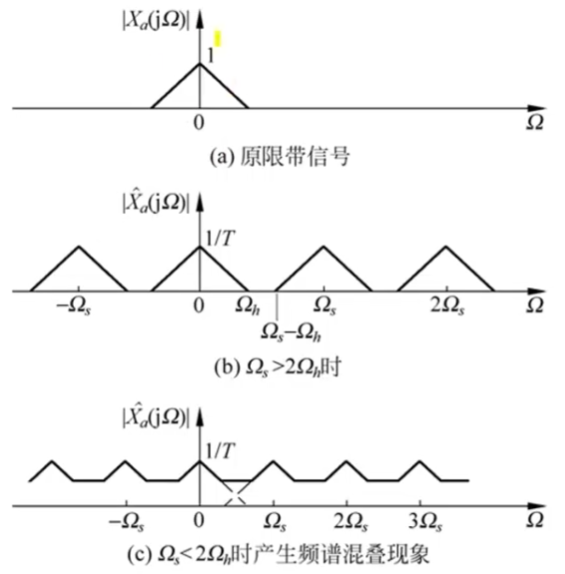 |Xₐ(jΩ)|
1
0 Ω
(a) 原限带信号
|X̂ₐ(jΩ)|
1/T
−Ωₛ 0 Ωₕ Ωₛ 2Ωₛ Ω
Ωₛ−Ωₕ
(b) Ωₛ>2Ωₕ时
|X̂ₐ(jΩ)|
1/T
−Ωₛ 0 Ωₛ 2Ωₛ 3Ωₛ Ω
(c) Ωₛ<2Ωₕ时产生频谱混叠现象